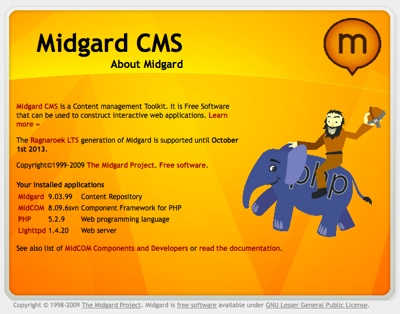 Midgard CMS
About Midgard
m
Midgard CMS is a Content management Toolkit. It is Free Software
that can be used to construct interactive web applications. Learn
more »
The Ragnaroek LTS generation of Midgard is supported until October
1st 2013.
Copyright©1999-2009 The Midgard Project. Free software.
php
Your installed applications
Midgard 9.03.99 Content Repository
MidCOM 8.09.6svn Component Framework for PHP
PHP 5.2.9 Web programming language
Lighttpd 1.4.20 Web server
See also list of MidCOM Components and Developers or read the documentation.
Copyright © 1998-2009 The Midgard Project. Midgard is free software available under GNU Lesser General Public License.